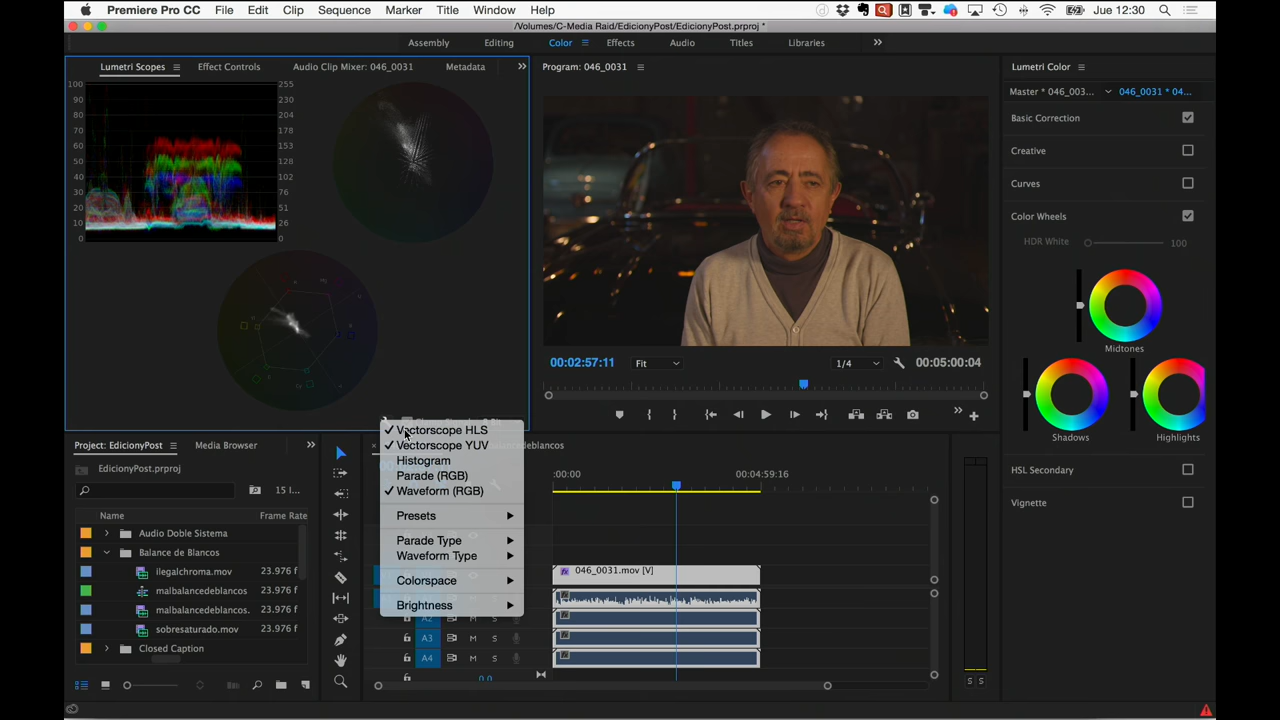 Premiere Pro CC File Edit Clip Sequence Marker Title Window Help Jue 12:30
/Volumes/C-Media Raid/EdicionyPost/EdicionyPost.prproj *
Assembly Editing Color Effects Audio Titles Libraries
Lumetri Scopes Effect Controls Audio Clip Mixer: 046_0031 Metadata
Program: 046_0031
Lumetri Color
Master * 046_003... 046_0031 * 04...
Basic Correction
Creative
Curves
Color Wheels
HDR White 100
Midtones
Shadows Highlights
HSL Secondary
Vignette
100 255
90 230
80 204
70 178
60 153
50 128
40 102
30 76
20 51
10 26
0 0
00:02:57:11 Fit 1/4 00:05:00:04
Vectorscope HLS
Vectorscope YUV
Histogram
Parade (RGB)
Waveform (RGB)
Presets
Parade Type
Waveform Type
Colorspace
Brightness
Project: EdicionyPost Media Browser
EdicionyPost.prproj
15 I...
Name Frame Rate
Audio Doble Sistema
Balance de Blancos
ilegalchroma.mov 23.976 f
malbalancedeblancos 23.976 f
malbalancedeblancos. 23.976 f
sobresaturado.mov 23.976 f
Closed Caption
ancedeblancos
:00:00 00:04:59:16
046_0031.mov [V]
A2 M S
A3 M S
A4 M S
0.0
S S